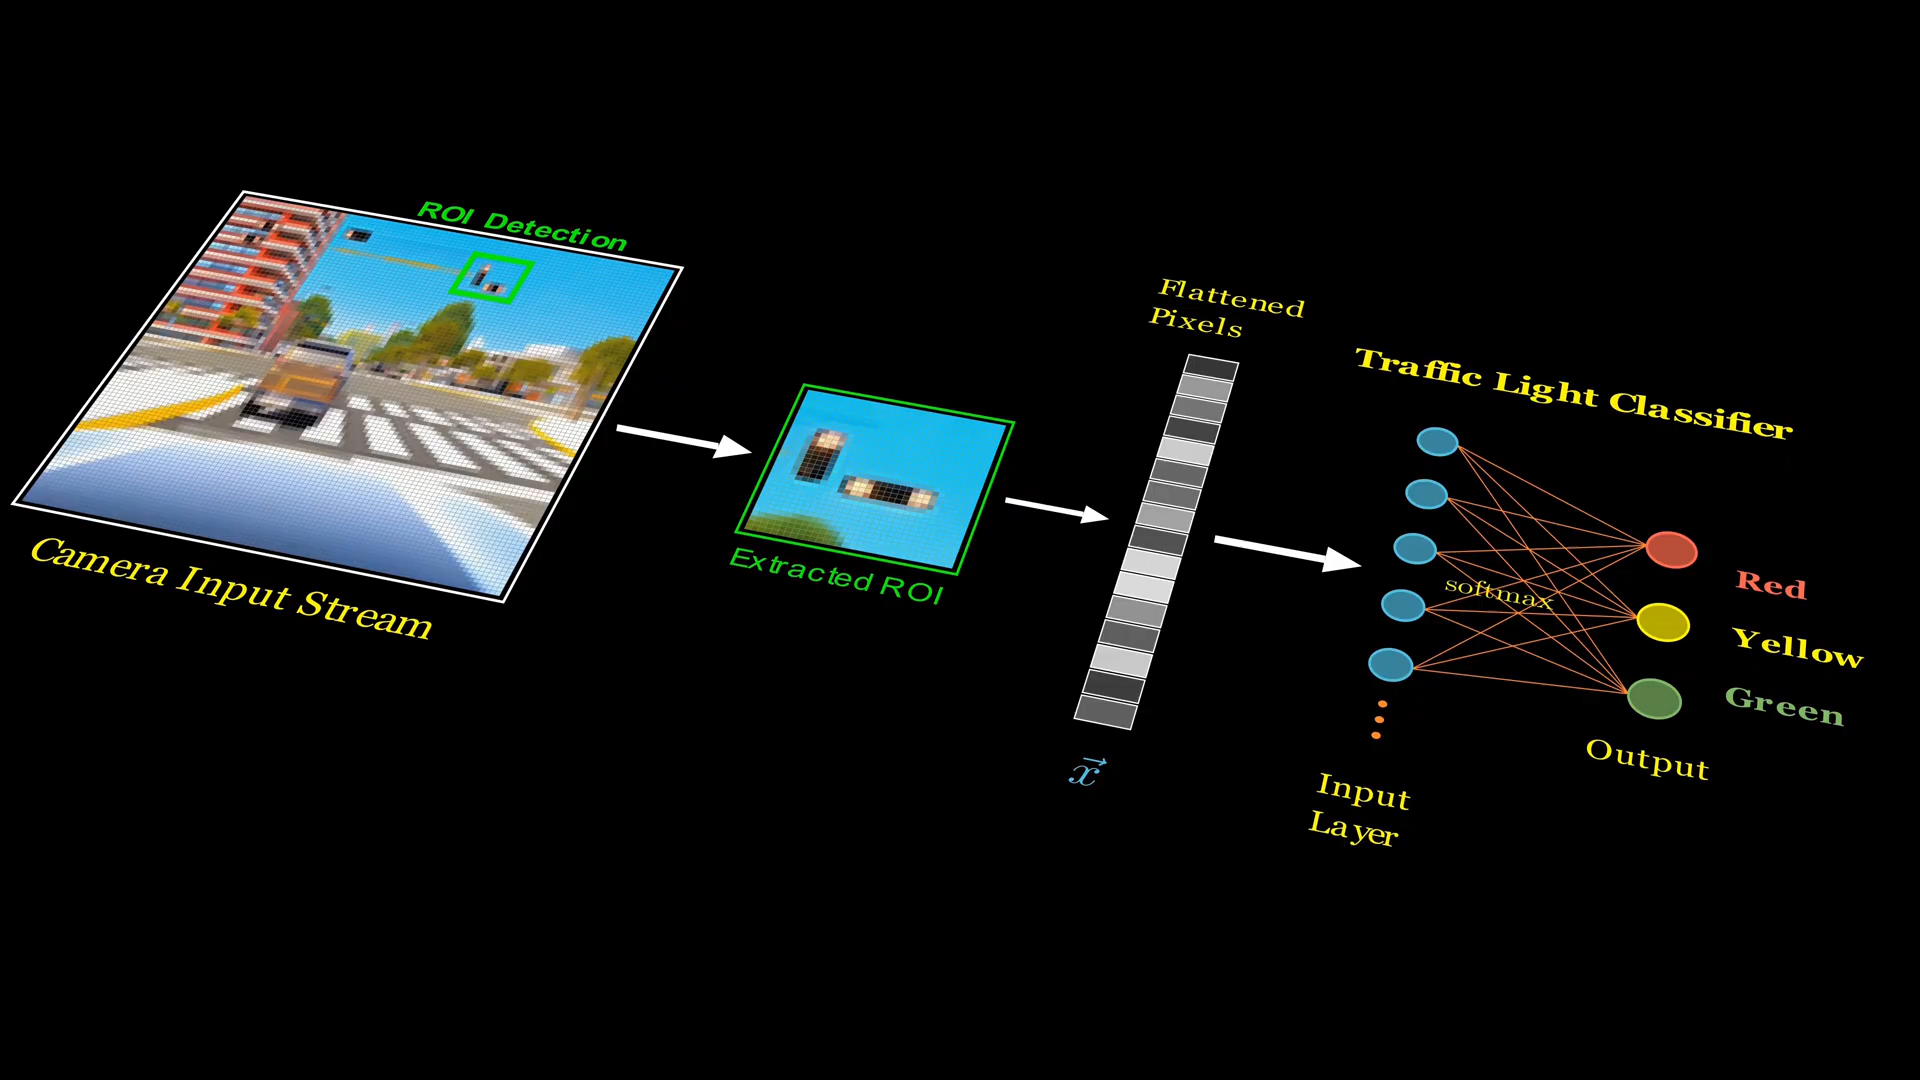 ROI Detection
Camera Input Stream
Extracted ROI
Flattened
Pixels
x⃗
Traffic Light Classifier
softmax
Red
Yellow
Green
Input
Layer
Output